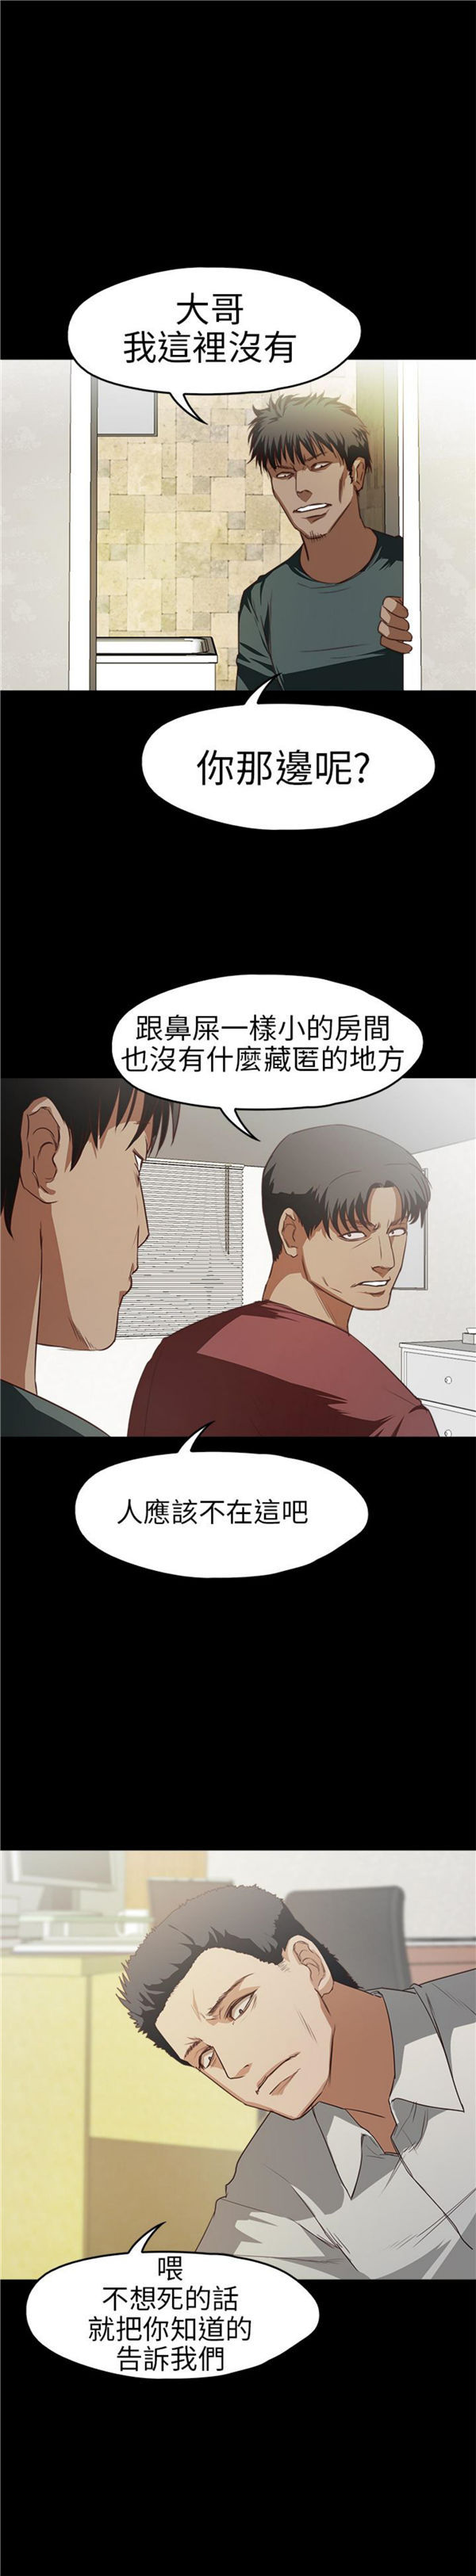 大哥
我這裡沒有
你那邊呢?
跟鼻屎一樣小的房間
也沒有什麼藏匿的地方
人應該不在這吧
喂
不想死的話
就把你知道的
告訴我們